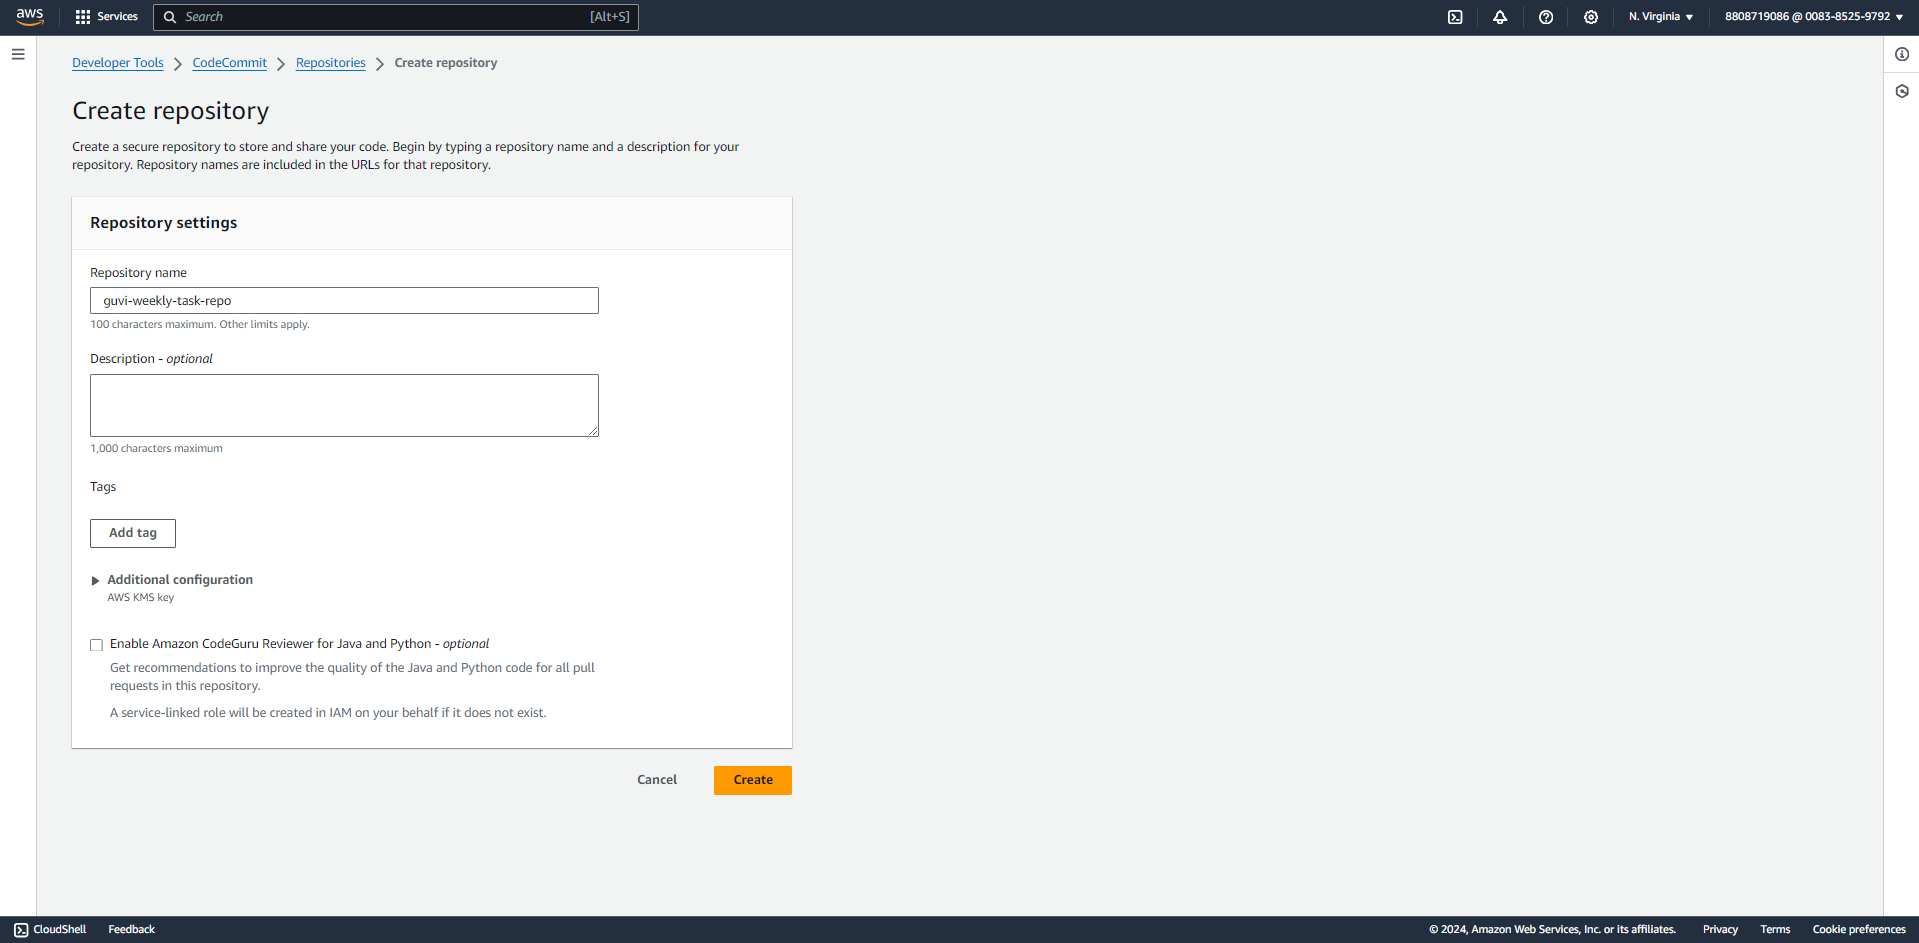 aws
Services
Search
[Alt+S]
N. Virginia
8808719086 @ 0083-8525-9792
Developer Tools
CodeCommit
Repositories
Create repository
Create repository
Create a secure repository to store and share your code. Begin by typing a repository name and a description for your
repository. Repository names are included in the URLs for that repository.
Repository settings
Repository name
guvi-weekly-task-repo
100 characters maximum. Other limits apply.
Description - optional
1,000 characters maximum
Tags
Add tag
Additional configuration
AWS KMS key
Enable Amazon CodeGuru Reviewer for Java and Python - optional
Get recommendations to improve the quality of the Java and Python code for all pull
requests in this repository.
A service-linked role will be created in IAM on your behalf if it does not exist.
Cancel
Create
CloudShell
Feedback
© 2024, Amazon Web Services, Inc. or its affiliates.
Privacy
Terms
Cookie preferences